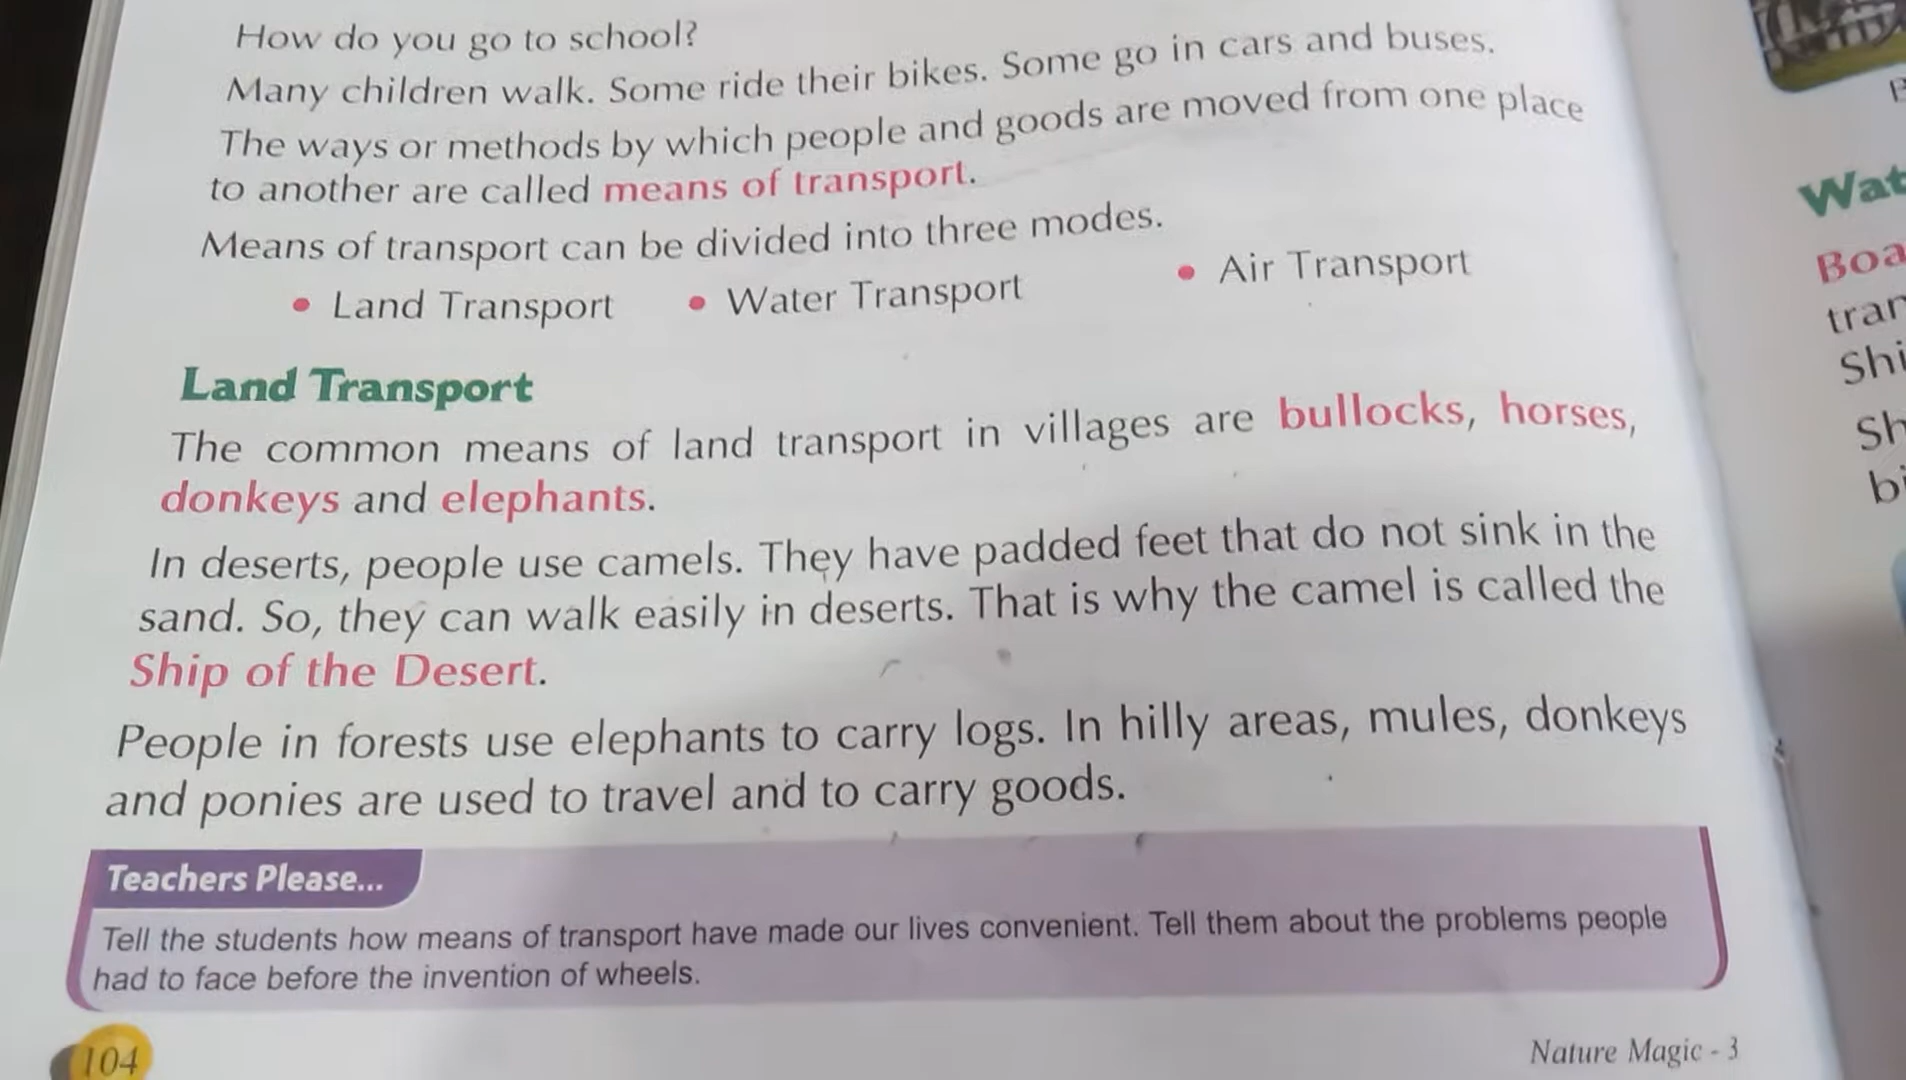 How do you go to school?
Many children walk. Some ride their bikes. Some go in cars and buses.
The ways or methods by which people and goods are moved from one place
to another are called means of transport.
Means of transport can be divided into three modes.
• Land Transport • Water Transport • Air Transport
Land Transport
The common means of land transport in villages are bullocks, horses,
donkeys and elephants.
In deserts, people use camels. They have padded feet that do not sink in the
sand. So, they can walk easily in deserts. That is why the camel is called the
Ship of the Desert.
People in forests use elephants to carry logs. In hilly areas, mules, donkeys
and ponies are used to travel and to carry goods.
Teachers Please...
Tell the students how means of transport have made our lives convenient. Tell them about the problems people
had to face before the invention of wheels.
104
Nature Magic - 3